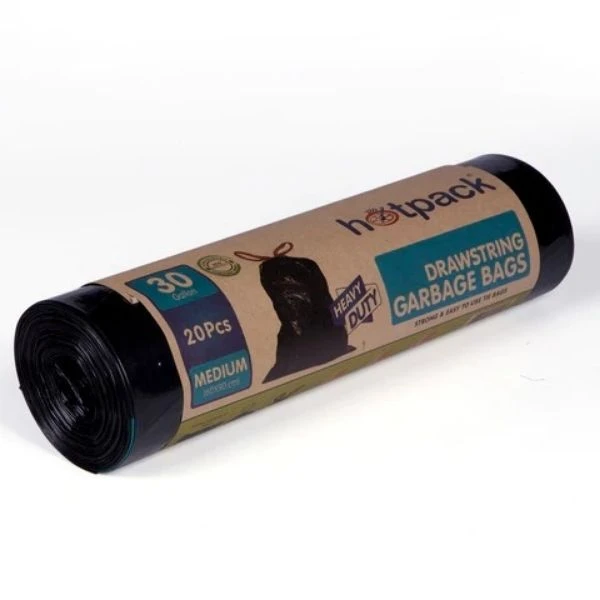 hotpack®
DRAWSTRING
GARBAGE BAGS
STRONG & EASY TO USE TIE BAGS
HEAVY
DUTY
30
Gallon
20Pcs
MEDIUM